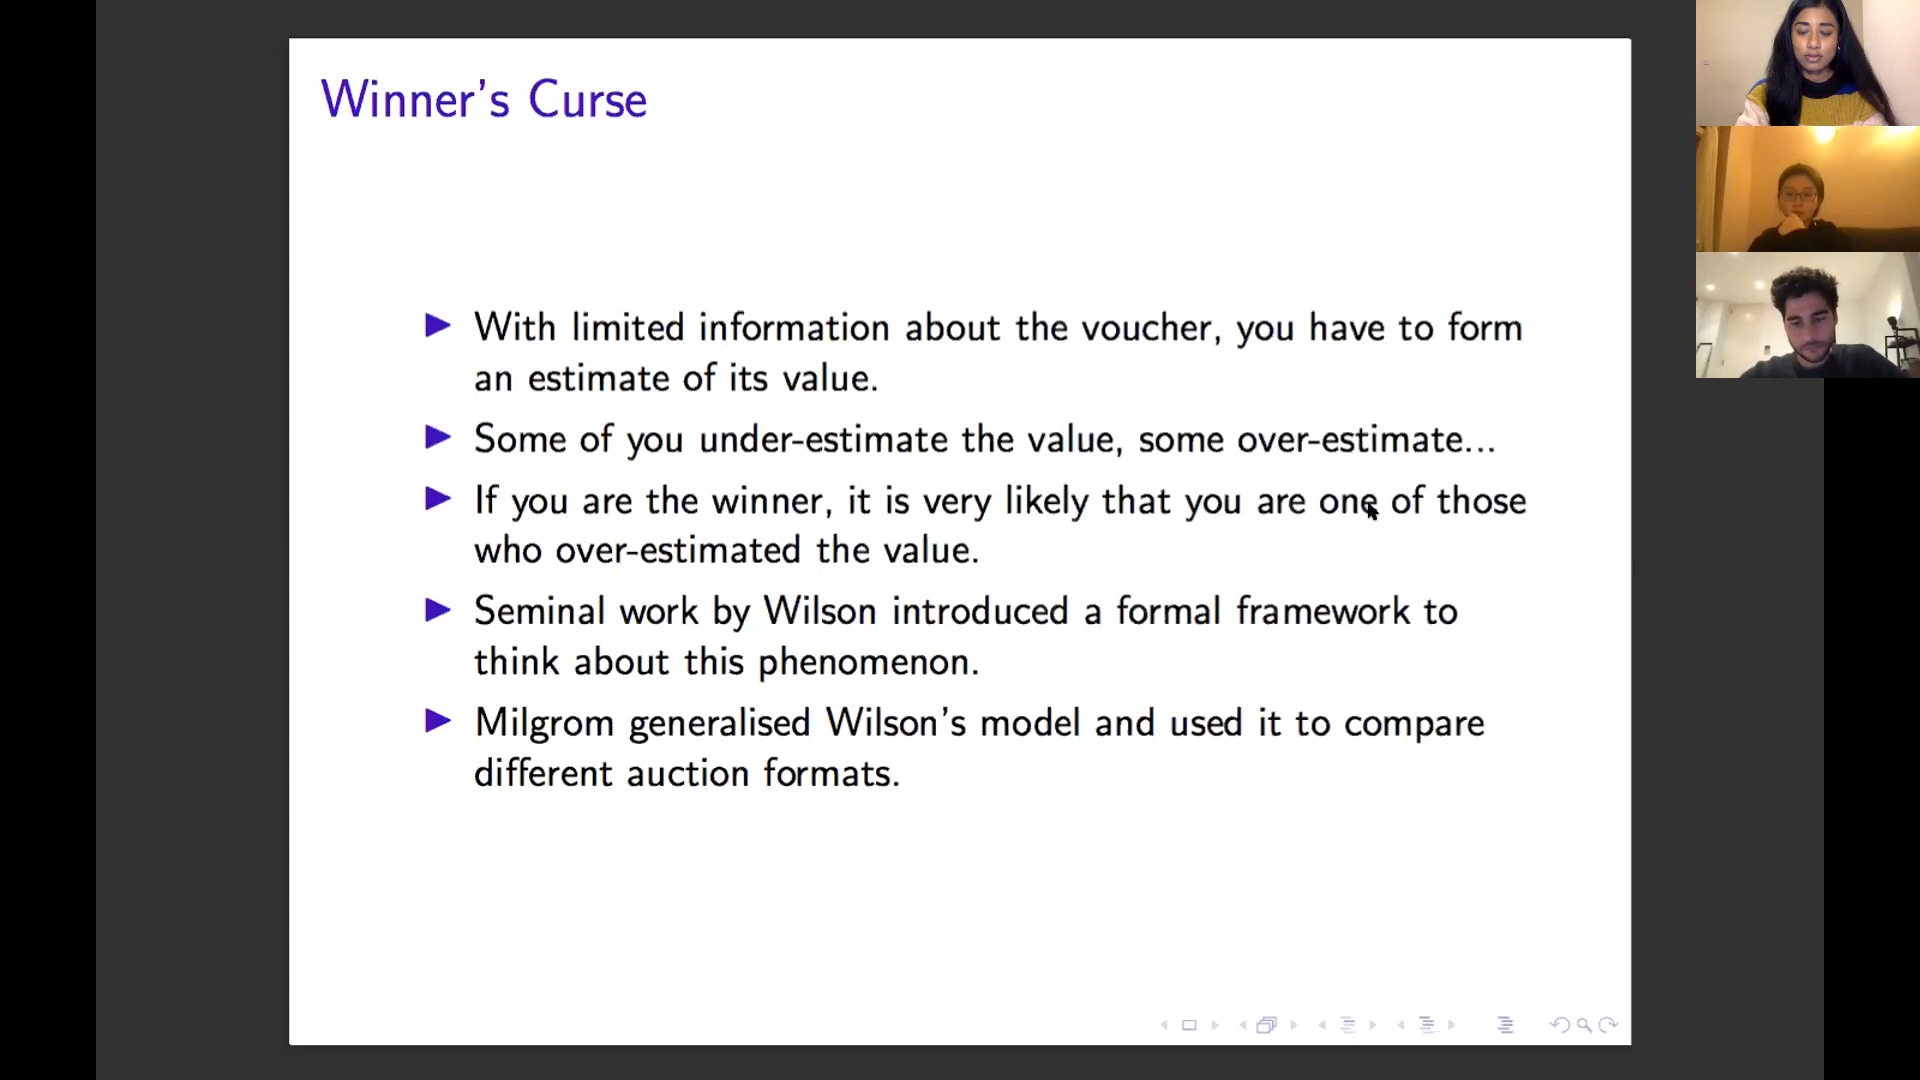 Winner's Curse
With limited information about the voucher, you have to form
an estimate of its value.
Some of you under-estimate the value, some over-estimate...
If you are the winner, it is very likely that you are one of those
who over-estimated the value.
Seminal work by Wilson introduced a formal framework to
think about this phenomenon.
Milgrom generalised Wilson's model and used it to compare
different auction formats.